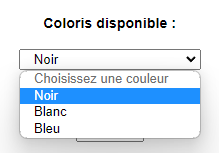 Coloris disponible :
Noir
Choisissez une couleur
Noir
Blanc
Bleu